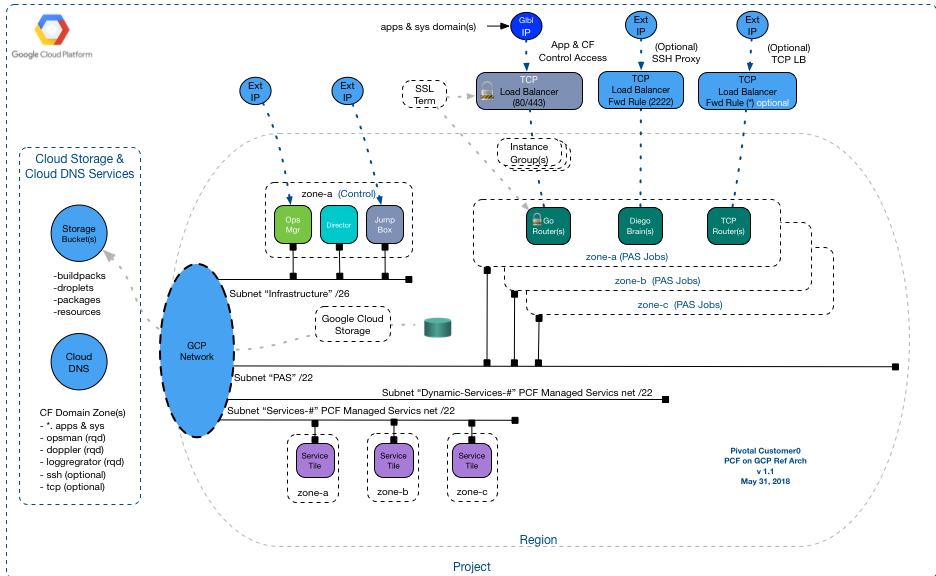 Google Cloud Platform
apps & sys domain(s)
Glbl
IP
App & CF
Control Access
Ext
IP
(Optional)
SSH Proxy
Ext
IP
(Optional)
TCP LB
Ext
IP
Ext
IP
SSL
Term
TCP
Load Balancer
(80/443)
TCP
Load Balancer
Fwd Rule (2222)
TCP
Load Balancer
Fwd Rule (*) optional
Instance
Group(s)
Cloud Storage &
Cloud DNS Services
Storage
Bucket(s)
-buildpacks
-droplets
-packages
-resources
Cloud
DNS
CF Domain Zone(s)
- *. apps & sys
- opsman (rqd)
- doppler (rqd)
- loggregrator (rqd)
- ssh (optional)
- tcp (optional)
zone-a (Control)
Ops
Mgr
Director
Jump
Box
Go
Router(s)
Diego
Brain(s)
TCP
Router(s)
zone-a (PAS Jobs)
zone-b (PAS Jobs)
zone-c (PAS Jobs)
GCP
Network
Subnet “Infrastructure” /26
Google Cloud
Storage
Subnet “PAS” /22
Subnet “Dynamic-Services-#” PCF Managed Servics net /22
Subnet “Services-#” PCF Managed Servics net /22
Service
Tile
zone-a
Service
Tile
zone-b
Service
Tile
zone-c
Pivotal Customer0
PCF on GCP Ref Arch
v 1.1
May 31, 2018
Region
Project